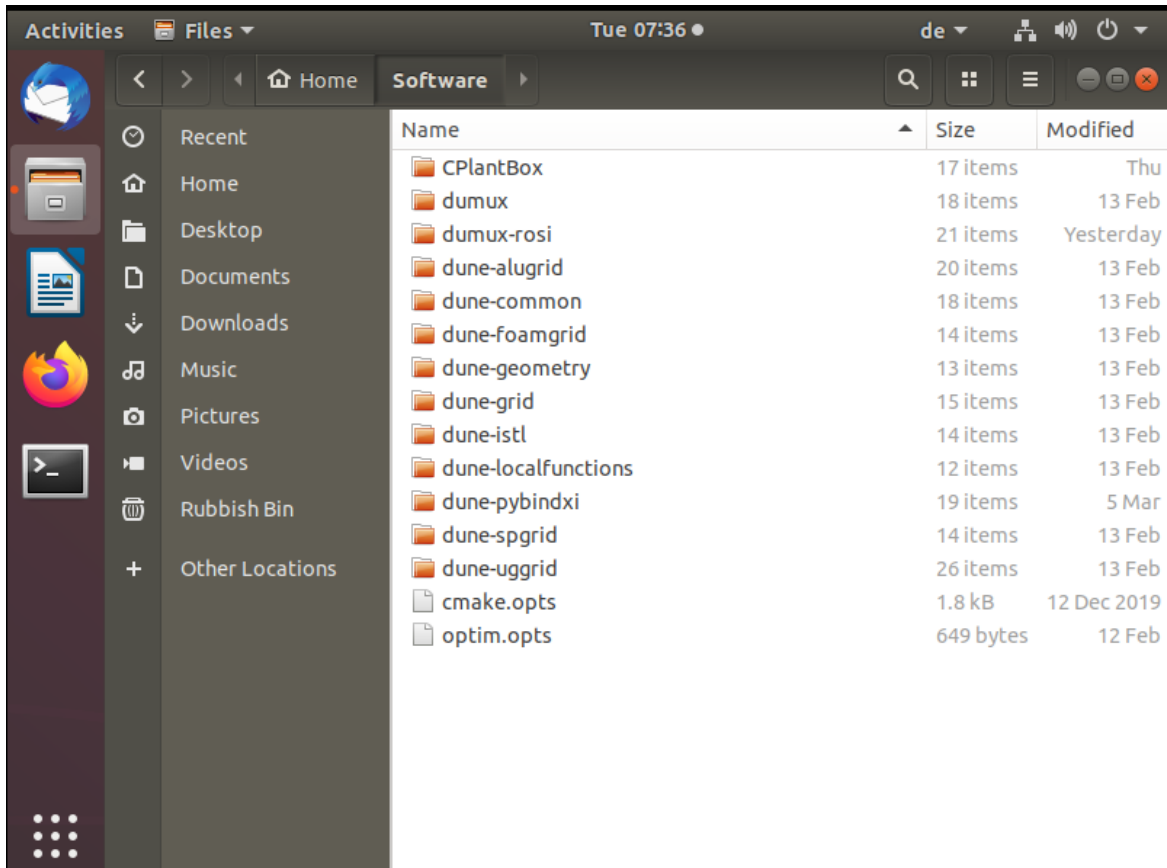 Activities Files Tue 07:36 de
Home Software
Name Size Modified
Recent
Home
Desktop
Documents
Downloads
Music
Pictures
Videos
Rubbish Bin
+ Other Locations
CPlantBox 17 items Thu
dumux 18 items 13 Feb
dumux-rosi 21 items Yesterday
dune-alugrid 20 items 13 Feb
dune-common 18 items 13 Feb
dune-foamgrid 14 items 13 Feb
dune-geometry 13 items 13 Feb
dune-grid 15 items 13 Feb
dune-istl 14 items 13 Feb
dune-localfunctions 12 items 13 Feb
dune-pybindxi 19 items 5 Mar
dune-spgrid 14 items 13 Feb
dune-uggrid 26 items 13 Feb
cmake.opts 1.8 kB 12 Dec 2019
optim.opts 649 bytes 12 Feb